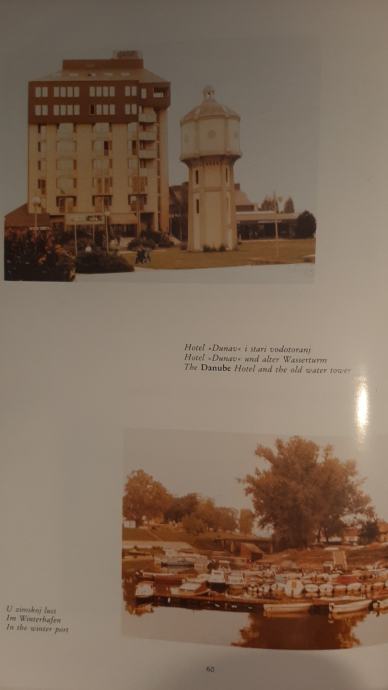 Hotel »Dunav« i stari vodotoranj
Hotel »Dunav« und alter Wasserturm
The Danube Hotel and the old water tower
U zimskoj luci
Im Winterhafen
In the winter port
60